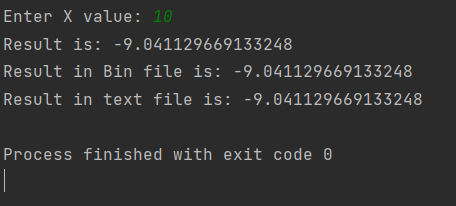 Enter X value: 10
Result is: -9.041129669133248
Result in Bin file is: -9.041129669133248
Result in text file is: -9.041129669133248
Process finished with exit code 0